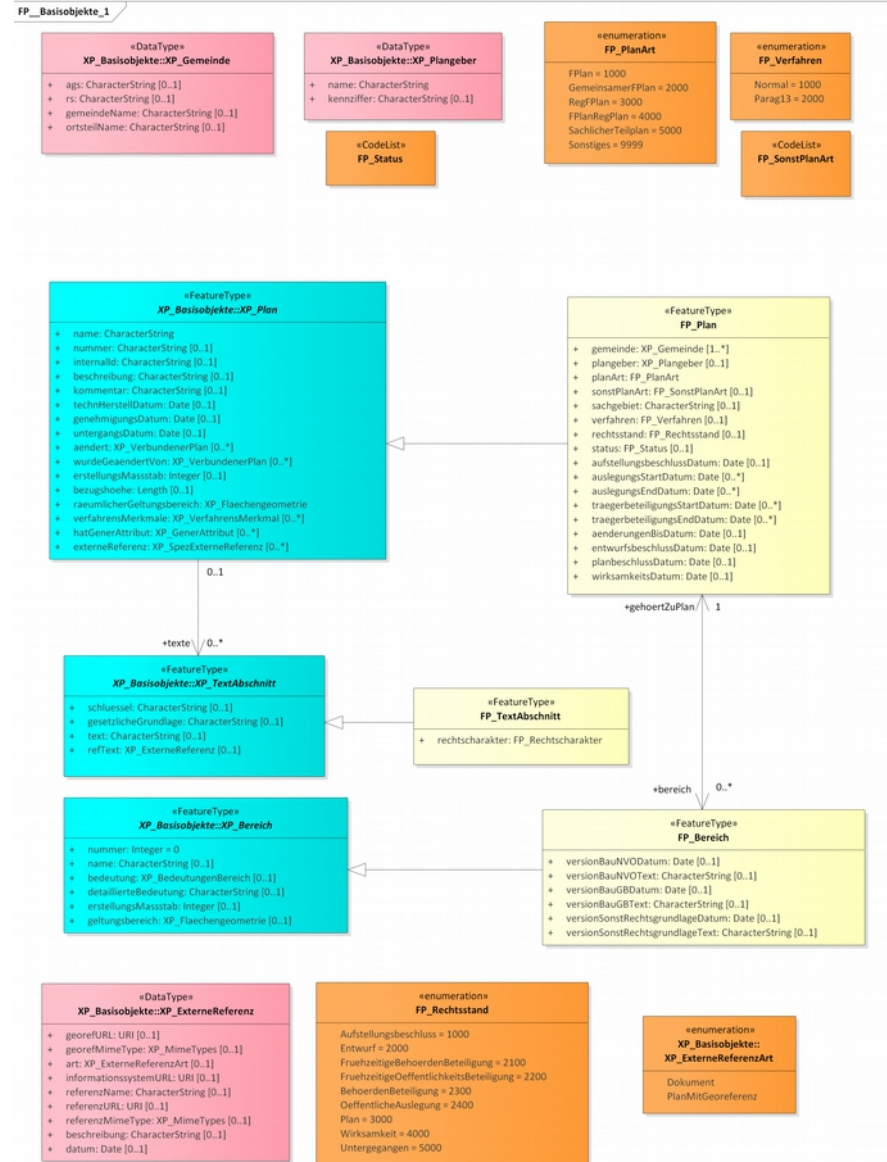 FP__Basisobjekte_1
«DataType»
XP_Basisobjekte::XP_Gemeinde
+ ags: CharacterString [0..1]
+ rs: CharacterString [0..1]
+ gemeindeName: CharacterString [0..1]
+ ortsteilName: CharacterString [0..1]
«DataType»
XP_Basisobjekte::XP_Plangeber
+ name: CharacterString
+ kennziffer: CharacterString [0..1]
«CodeList»
FP_Status
«enumeration»
FP_PlanArt
FPlan = 1000
GemeinsamerFPlan = 2000
RegFPlan = 3000
FPlanRegPlan = 4000
SachlicherTeilplan = 5000
Sonstiges = 9999
«enumeration»
FP_Verfahren
Normal = 1000
Parag13 = 2000
«CodeList»
FP_SonstPlanArt
«FeatureType»
XP_Basisobjekte::XP_Plan
+ name: CharacterString
+ nummer: CharacterString [0..1]
+ internalId: CharacterString [0..1]
+ beschreibung: CharacterString [0..1]
+ kommentar: CharacterString [0..1]
+ technHerstellDatum: Date [0..1]
+ genehmigungsDatum: Date [0..1]
+ untergangsDatum: Date [0..1]
+ aendert: XP_VerbundenerPlan [0..*]
+ wurdeGeaendertVon: XP_VerbundenerPlan [0..*]
+ erstellungsMassstab: Integer [0..1]
+ bezugshoehe: Length [0..1]
+ raeumlicherGeltungsbereich: XP_Flaechengeometrie
+ verfahrensMerkmale: XP_VerfahrensMerkmal [0..*]
+ hatGenerAttribut: XP_GenerAttribut [0..*]
+ externeReferenz: XP_SpezExterneReferenz [0..*]
«FeatureType»
FP_Plan
+ gemeinde: XP_Gemeinde [1..*]
+ plangeber: XP_Plangeber [0..1]
+ planArt: FP_PlanArt
+ sonstPlanArt: FP_SonstPlanArt [0..1]
+ sachgebiet: CharacterString [0..1]
+ verfahren: FP_Verfahren [0..1]
+ rechtsstand: FP_Rechtsstand [0..1]
+ status: FP_Status [0..1]
+ aufstellungsbeschlussDatum: Date [0..1]
+ auslegungsStartDatum: Date [0..*]
+ auslegungsEndDatum: Date [0..*]
+ traegerbeteiligungsStartDatum: Date [0..*]
+ traegerbeteiligungsEndDatum: Date [0..*]
+ aenderungenBisDatum: Date [0..1]
+ entwurfsbeschlussDatum: Date [0..1]
+ planbeschlussDatum: Date [0..1]
+ wirksamkeitsDatum: Date [0..1]
0..1
+texte 0..*
+gehoertZuPlan 1
«FeatureType»
XP_Basisobjekte::XP_TextAbschnitt
+ schluessel: CharacterString [0..1]
+ gesetzlicheGrundlage: CharacterString [0..1]
+ text: CharacterString [0..1]
+ refText: XP_ExterneReferenz [0..1]
«FeatureType»
FP_TextAbschnitt
+ rechtscharakter: FP_Rechtscharakter
+bereich 0..*
«FeatureType»
XP_Basisobjekte::XP_Bereich
+ nummer: Integer = 0
+ name: CharacterString [0..1]
+ bedeutung: XP_BedeutungenBereich [0..1]
+ detaillierteBedeutung: CharacterString [0..1]
+ erstellungsMassstab: Integer [0..1]
+ geltungsbereich: XP_Flaechengeometrie [0..1]
«FeatureType»
FP_Bereich
+ versionBauNVODatum: Date [0..1]
+ versionBauNVOText: CharacterString [0..1]
+ versionBauGBDatum: Date [0..1]
+ versionBauGBText: CharacterString [0..1]
+ versionSonstRechtsgrundlageDatum: Date [0..1]
+ versionSonstRechtsgrundlageText: CharacterString [0..1]
«DataType»
XP_Basisobjekte::XP_ExterneReferenz
+ georefURL: URI [0..1]
+ georefMimeType: XP_MimeTypes [0..1]
+ art: XP_ExterneReferenzArt [0..1]
+ informationssystemURL: URI [0..1]
+ referenzName: CharacterString [0..1]
+ referenzURL: URI [0..1]
+ referenzMimeType: XP_MimeTypes [0..1]
+ beschreibung: CharacterString [0..1]
+ datum: Date [0..1]
«enumeration»
FP_Rechtsstand
Aufstellungsbeschluss = 1000
Entwurf = 2000
FruehzeitigeBehoerdenBeteiligung = 2100
FruehzeitigeOeffentlichkeitsBeteiligung = 2200
BehoerdenBeteiligung = 2300
OeffentlicheAuslegung = 2400
Plan = 3000
Wirksamkeit = 4000
Untergegangen = 5000
«enumeration»
XP_Basisobjekte::
XP_ExterneReferenzArt
Dokument
PlanMitGeoreferenz